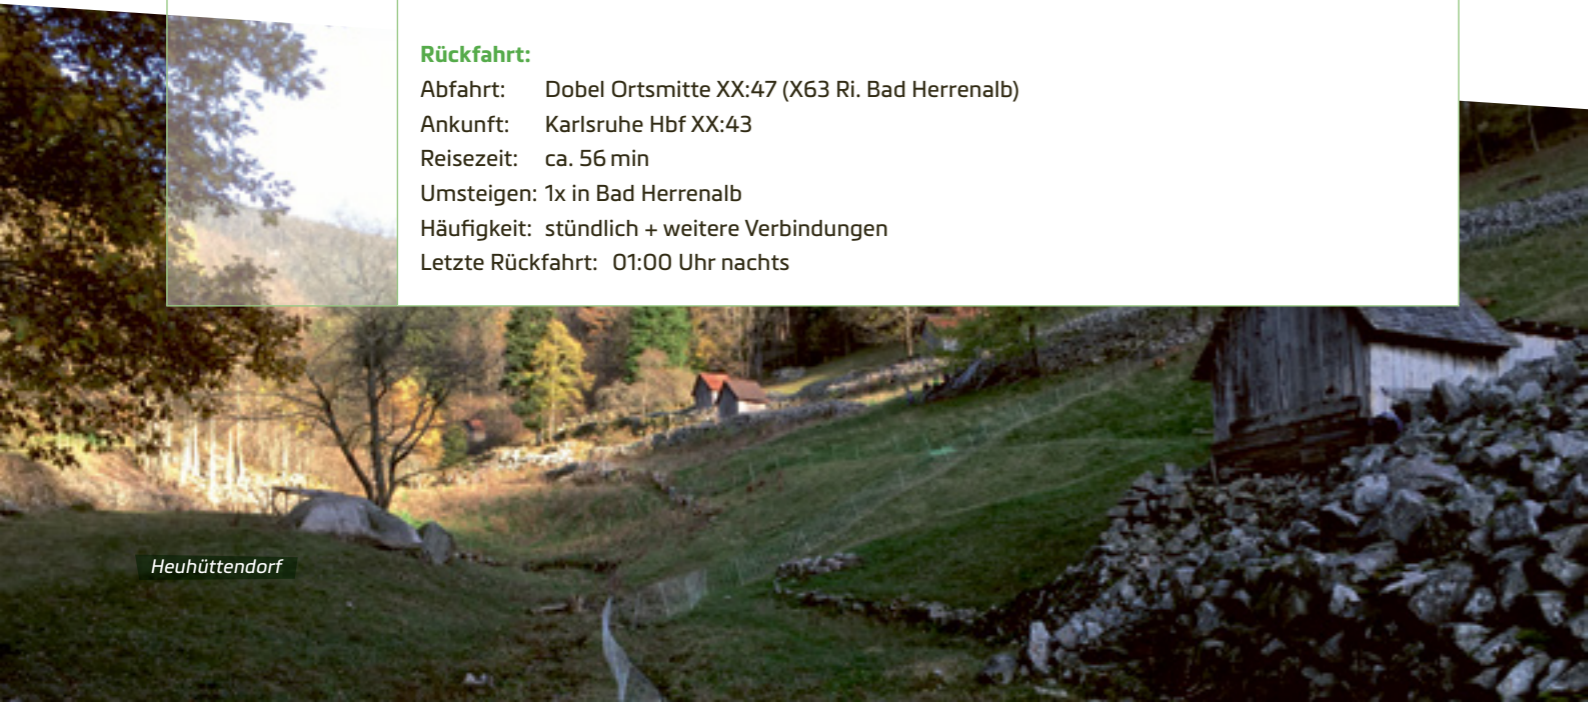 Rückfahrt:
Abfahrt: Dobel Ortsmitte XX:47 (X63 Ri. Bad Herrenalb)
Ankunft: Karlsruhe Hbf XX:43
Reisezeit: ca. 56 min
Umsteigen: 1x in Bad Herrenalb
Häufigkeit: stündlich + weitere Verbindungen
Letzte Rückfahrt: 01:00 Uhr nachts
Heuhüttendorf